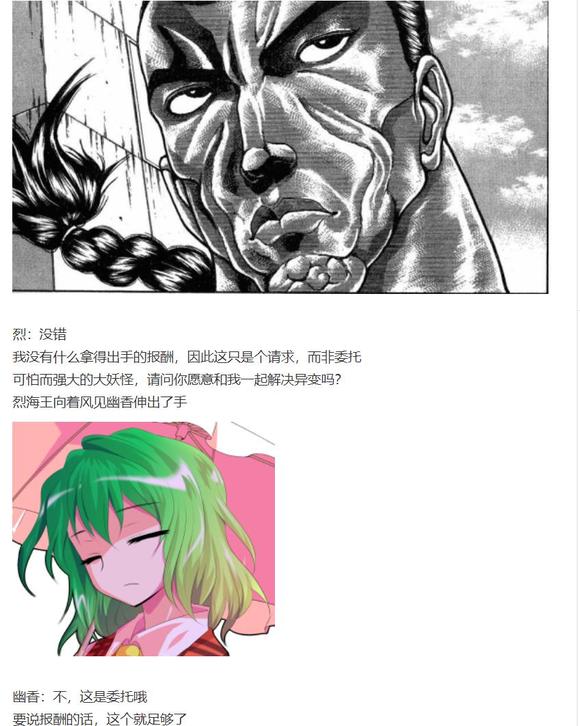 烈：没错
我没有什么拿得出手的报酬，因此这只是个请求，而非委托
可怕而强大的大妖怪，请问你愿意和我一起解决异变吗?
烈海王向着风见幽香伸出了手
幽香：不，这是委托哦
要说报酬的话，这个就足够了